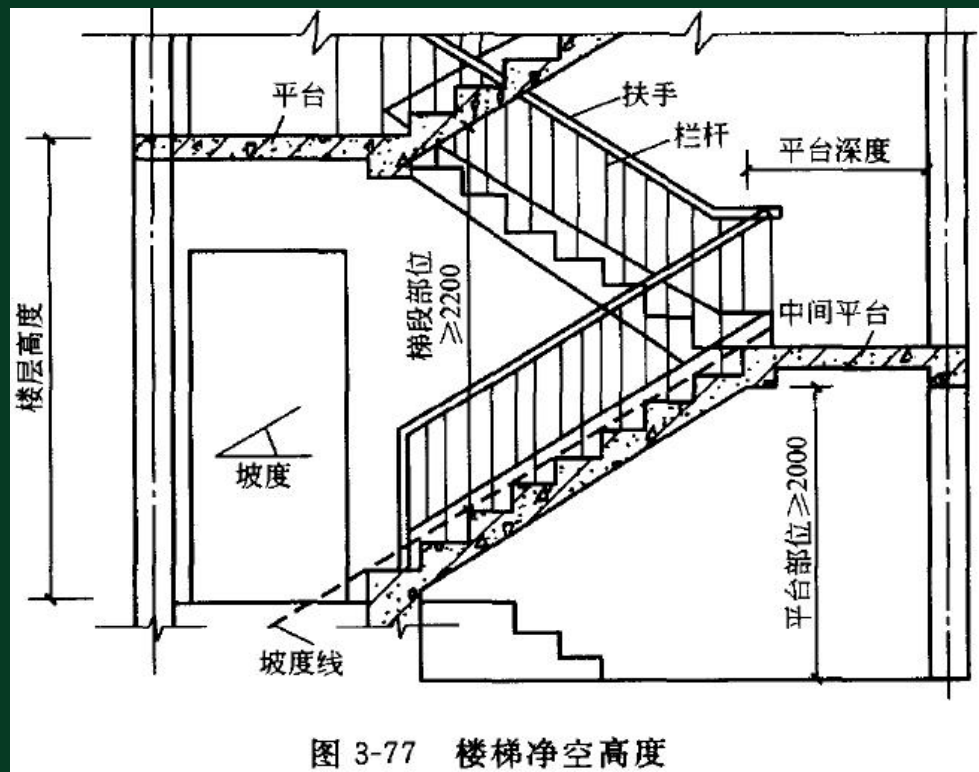 平台
扶手
栏杆
平台深度
梯段部位
≥2200
中间平台
楼层高度
坡度
平台部位≥2000
坡度线
图 3-77 楼梯净空高度